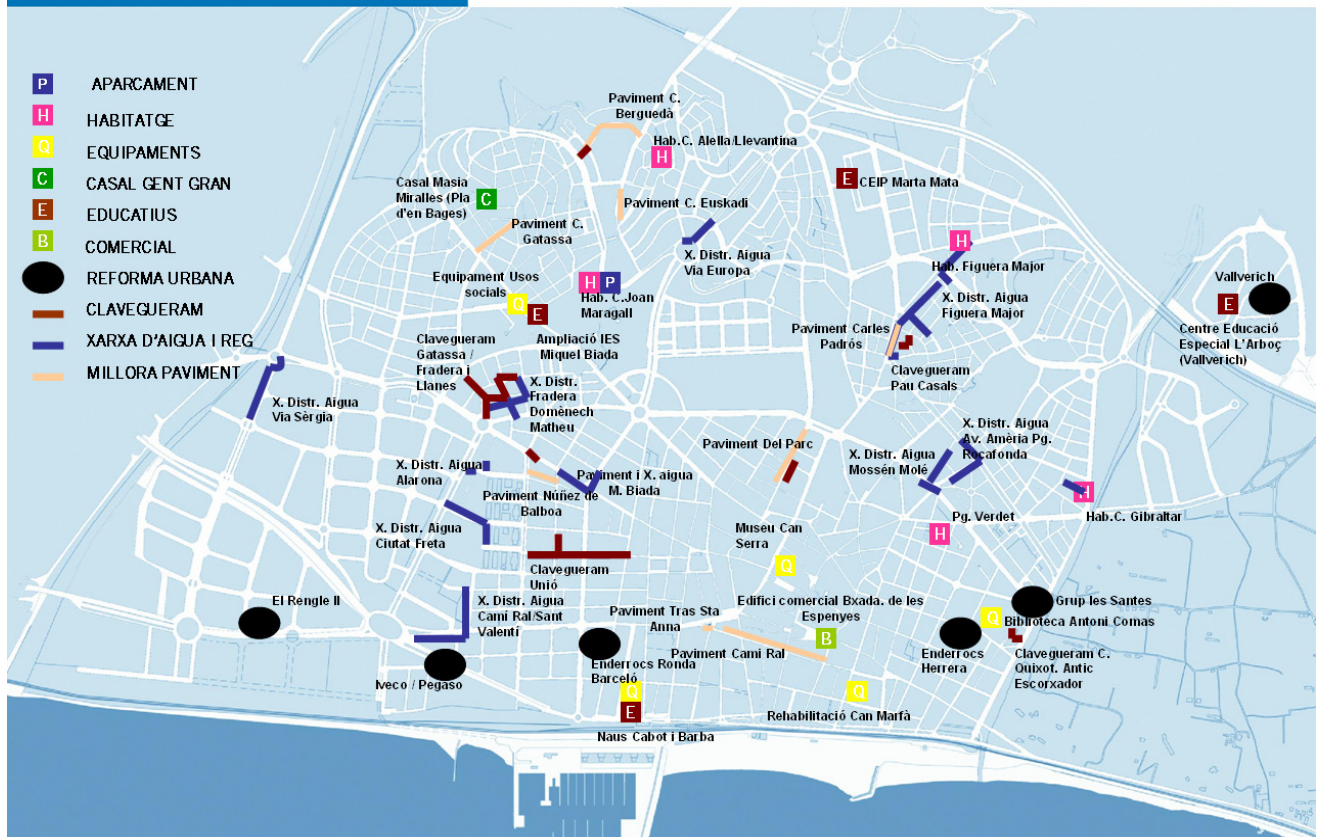 P APARCAMENT
H HABITATGE
Q EQUIPAMENTS
C CASAL GENT GRAN
E EDUCATIUS
B COMERCIAL
REFORMA URBANA
CLAVEGUERAM
XARXA D'AIGUA I REG
MILLORA PAVIMENT
Paviment C.
Berguedà
Hab.C. Alella/Llevantina
H
Casal Masia
Miralles (Pla
d'en Bages)
C
Paviment C. Euskadi
E
CEIP Marta Mata
Paviment C.
Gatassa
X. Distr. Aigua
Via Europa
H
Hab. Figuera Major
Equipament Usos
socials
Q
E
H P
Hab. C.Joan
Maragall
X. Distr. Aigua
Figuera Major
Vallverich
E
Centre Educació
Especial L'Arboç
(Vallverich)
Clavegueram
Gatassa /
Fradera i
Llanes
Ampliació IES
Miquel Biada
Paviment Carles
Padrós
Clavegueram
Pau Casals
X. Distr. Aigua
Via Sèrgia
X. Distr.
Fradera
Domènech
Matheu
Paviment Del Parc
X. Distr. Aigua
Av. Amèria Pg.
Rocafonda
X. Distr. Aigua
Mossén Molé
X. Distr. Aigua
Alarona
Paviment i X. aigua
M. Biada
Paviment Núñez de
Balboa
H
Hab.C. Gibraltar
X. Distr. Aigua
Ciutat Freta
Museu Can
Serra
Q
Pg. Verdet
H
Clavegueram
Unió
El Rengle II
X. Distr. Aigua
Camí Ral/Sant
Valentí
Paviment Tras Sta
Anna
Edifici comercial Bxada. de les
Espenyes
B
Grup les Santes
Q
Biblioteca Antoni Comas
Iveco / Pegaso
Enderrocs Ronda
Barceló
Paviment Camí Ral
Enderrocs
Herrera
Clavegueram C.
Quixot. Antic
Escorxador
Q
E
Naus Cabot i Barba
Q
Rehabilitació Can Marfà